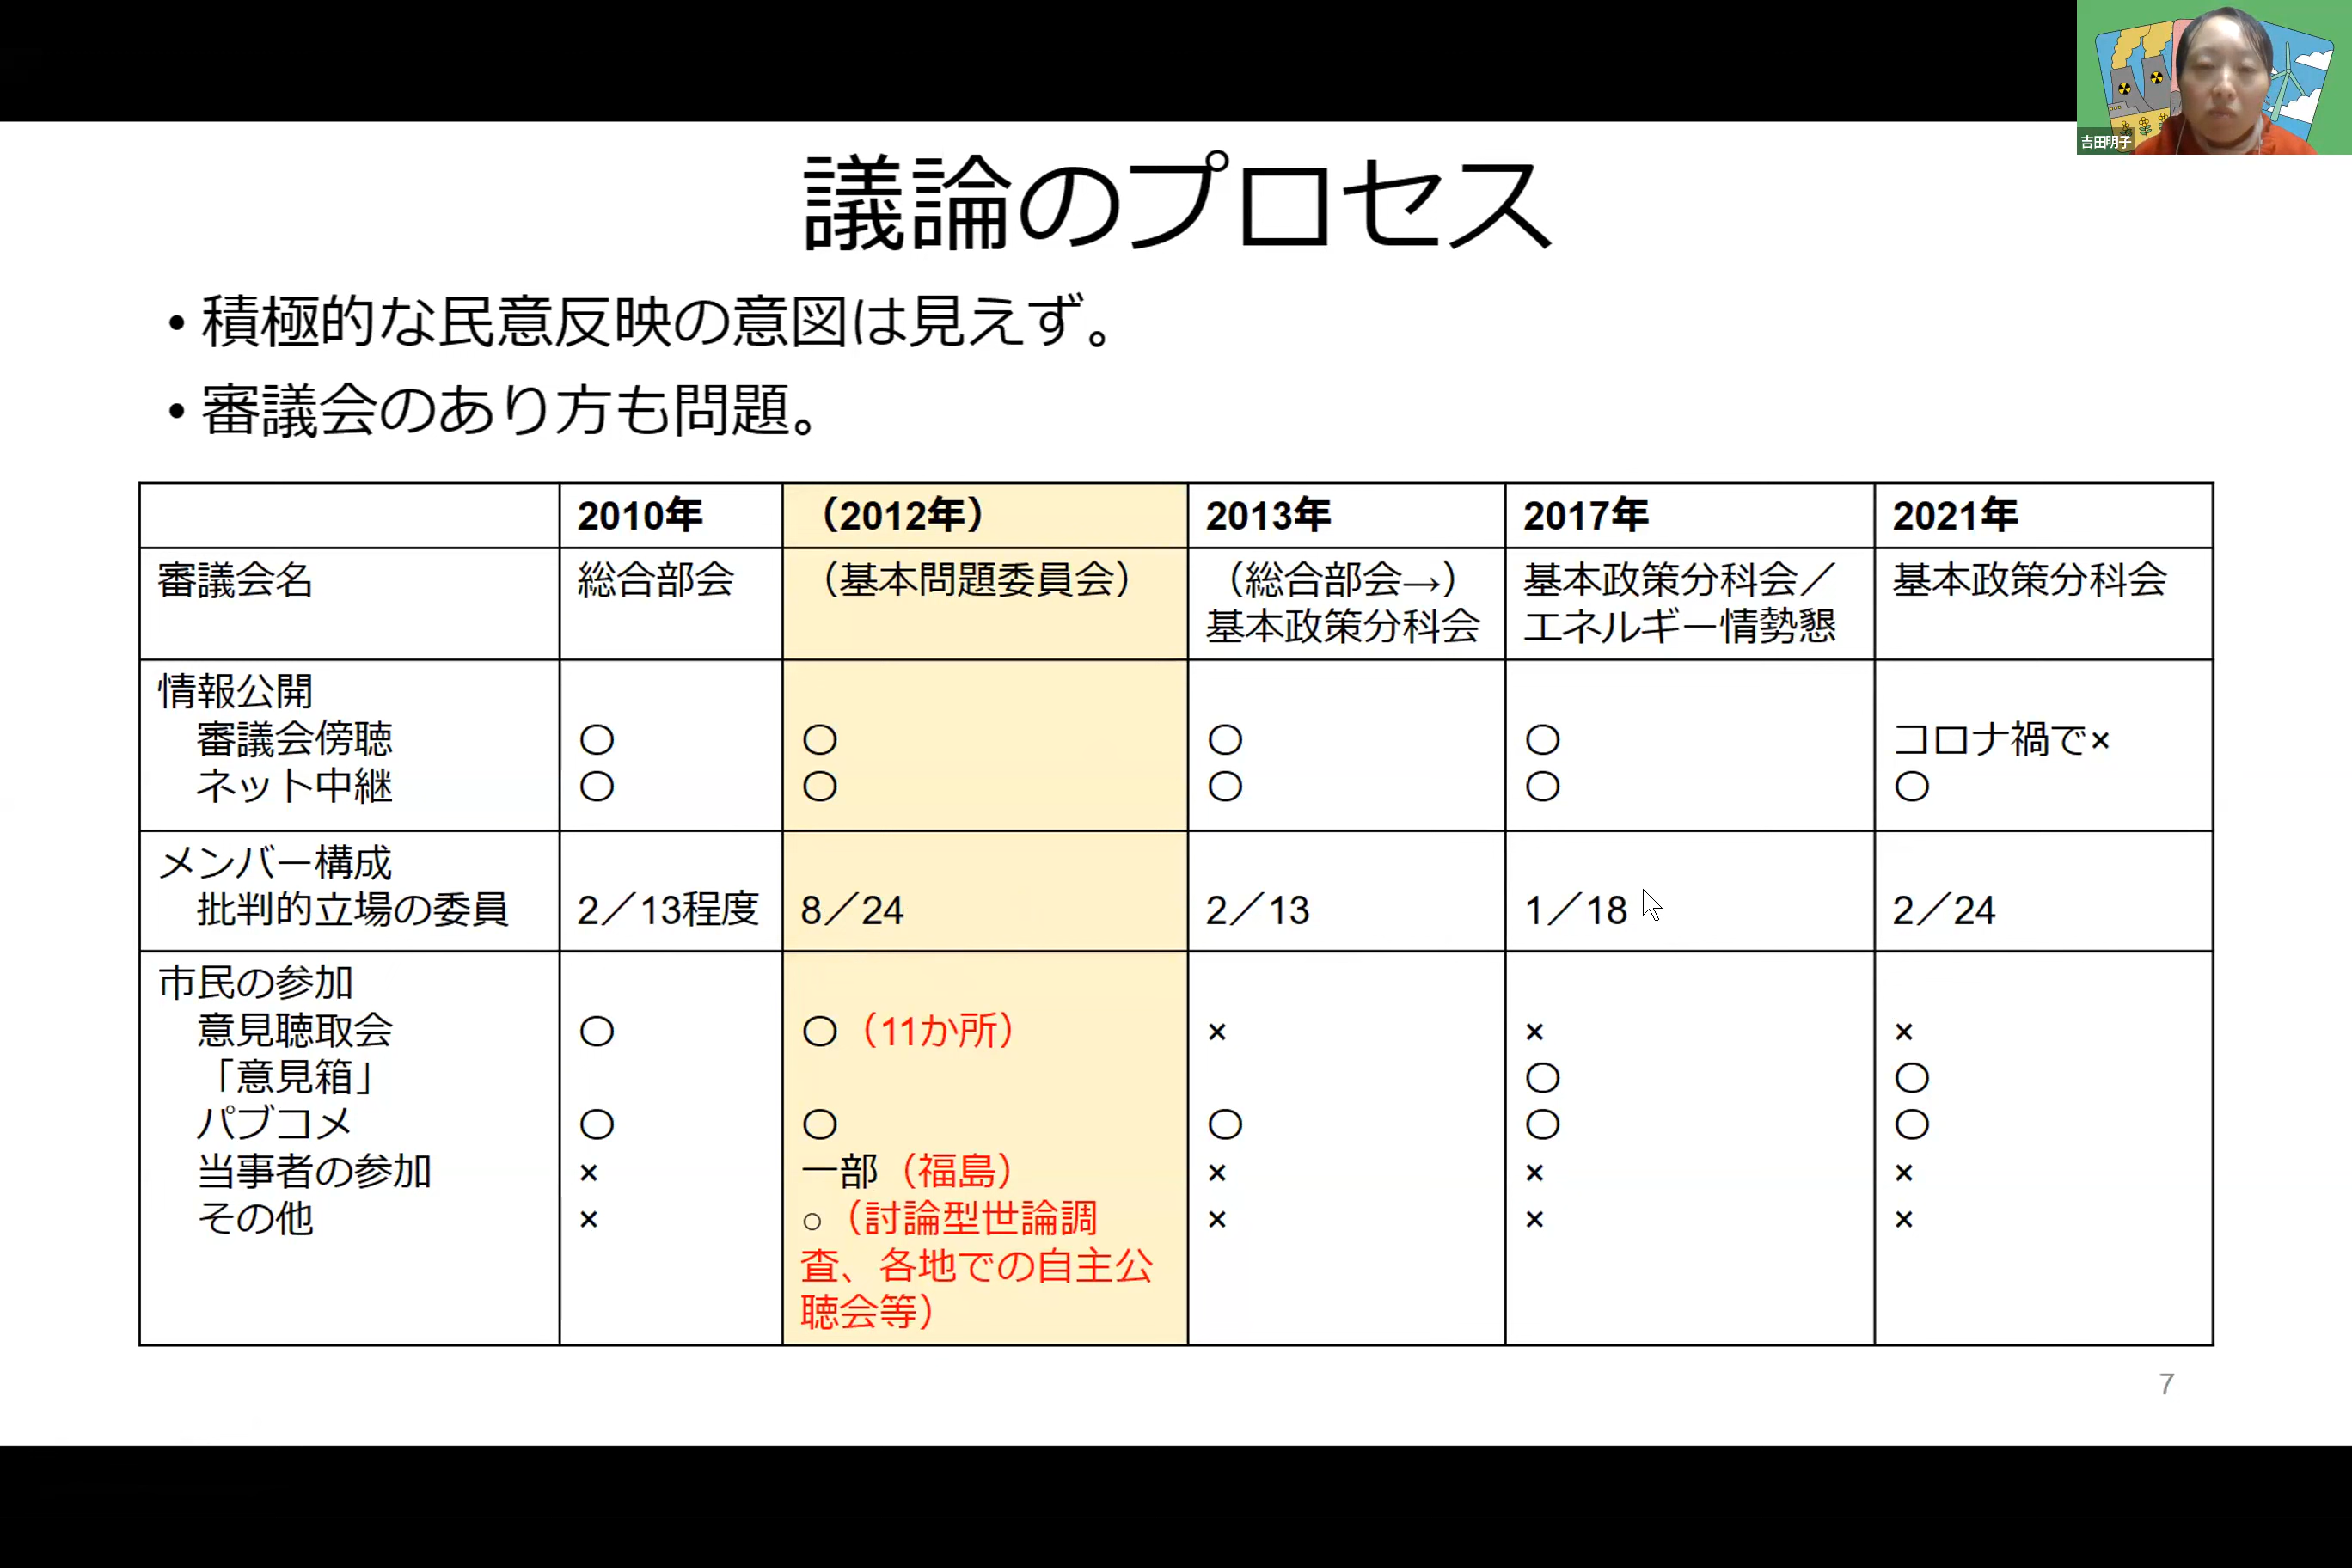 吉田明子
議論のプロセス
• 積極的な民意反映の意図は見えず。
• 審議会のあり方も問題。
2010年 （2012年） 2013年 2017年 2021年
審議会名 総合部会 （基本問題委員会） （総合部会→） 基本政策分科会／ 基本政策分科会
基本政策分科会 エネルギー情勢懇
情報公開
審議会傍聴 〇 〇 〇 〇 コロナ禍で×
ネット中継 〇 〇 〇 〇 〇
メンバー構成
批判的立場の委員 2／13程度 8／24 2／13 1／18 2／24
市民の参加
意見聴取会 〇 〇（11か所） × × ×
「意見箱」 〇 〇
パブコメ 〇 〇 〇 〇 〇
当事者の参加 × 一部（福島） × × ×
その他 × ○（討論型世論調 × × ×
査、各地での自主公
聴会等）
7